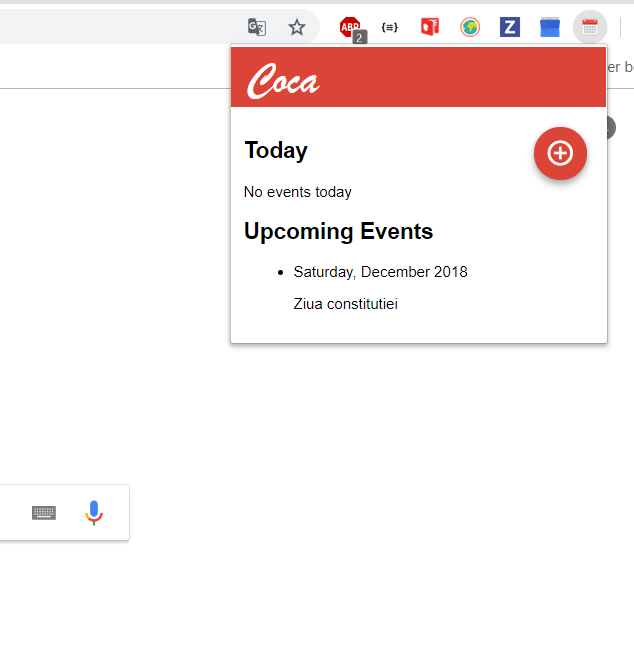 ABP
2
{≡}
Z
er b
Coca
Today
No events today
Upcoming Events
Saturday, December 2018
Ziua constitutiei